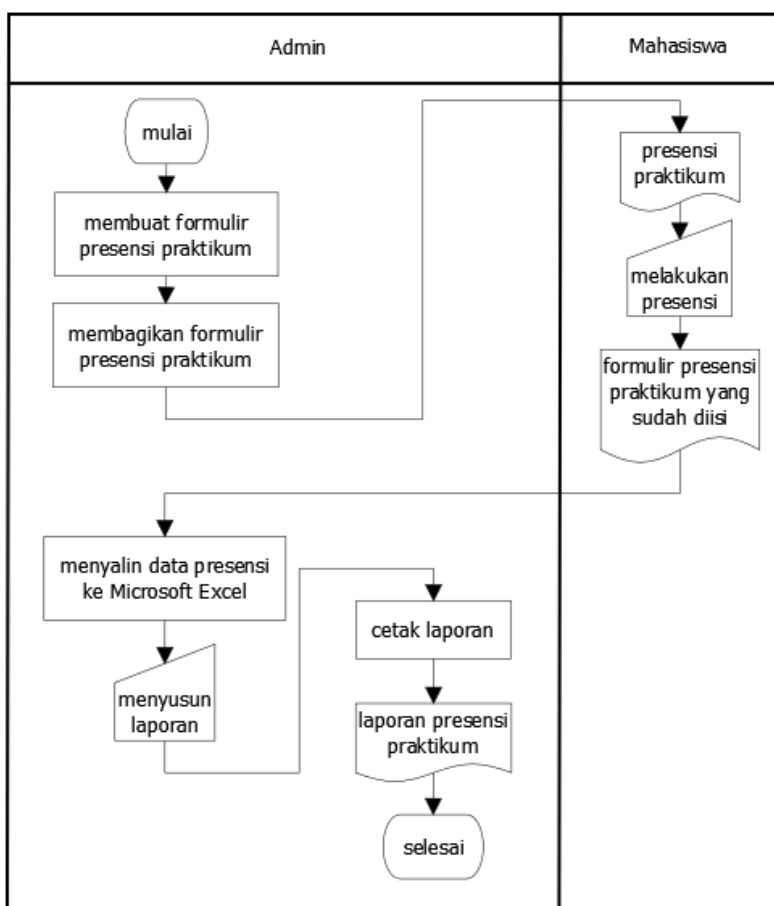 Admin
Mahasiswa
mulai
membuat formulir
presensi praktikum
membagikan formulir
presensi praktikum
presensi
praktikum
melakukan
presensi
formulir presensi
praktikum yang
sudah diisi
menyalin data presensi
ke Microsoft Excel
menyusun
laporan
cetak laporan
laporan presensi
praktikum
selesai